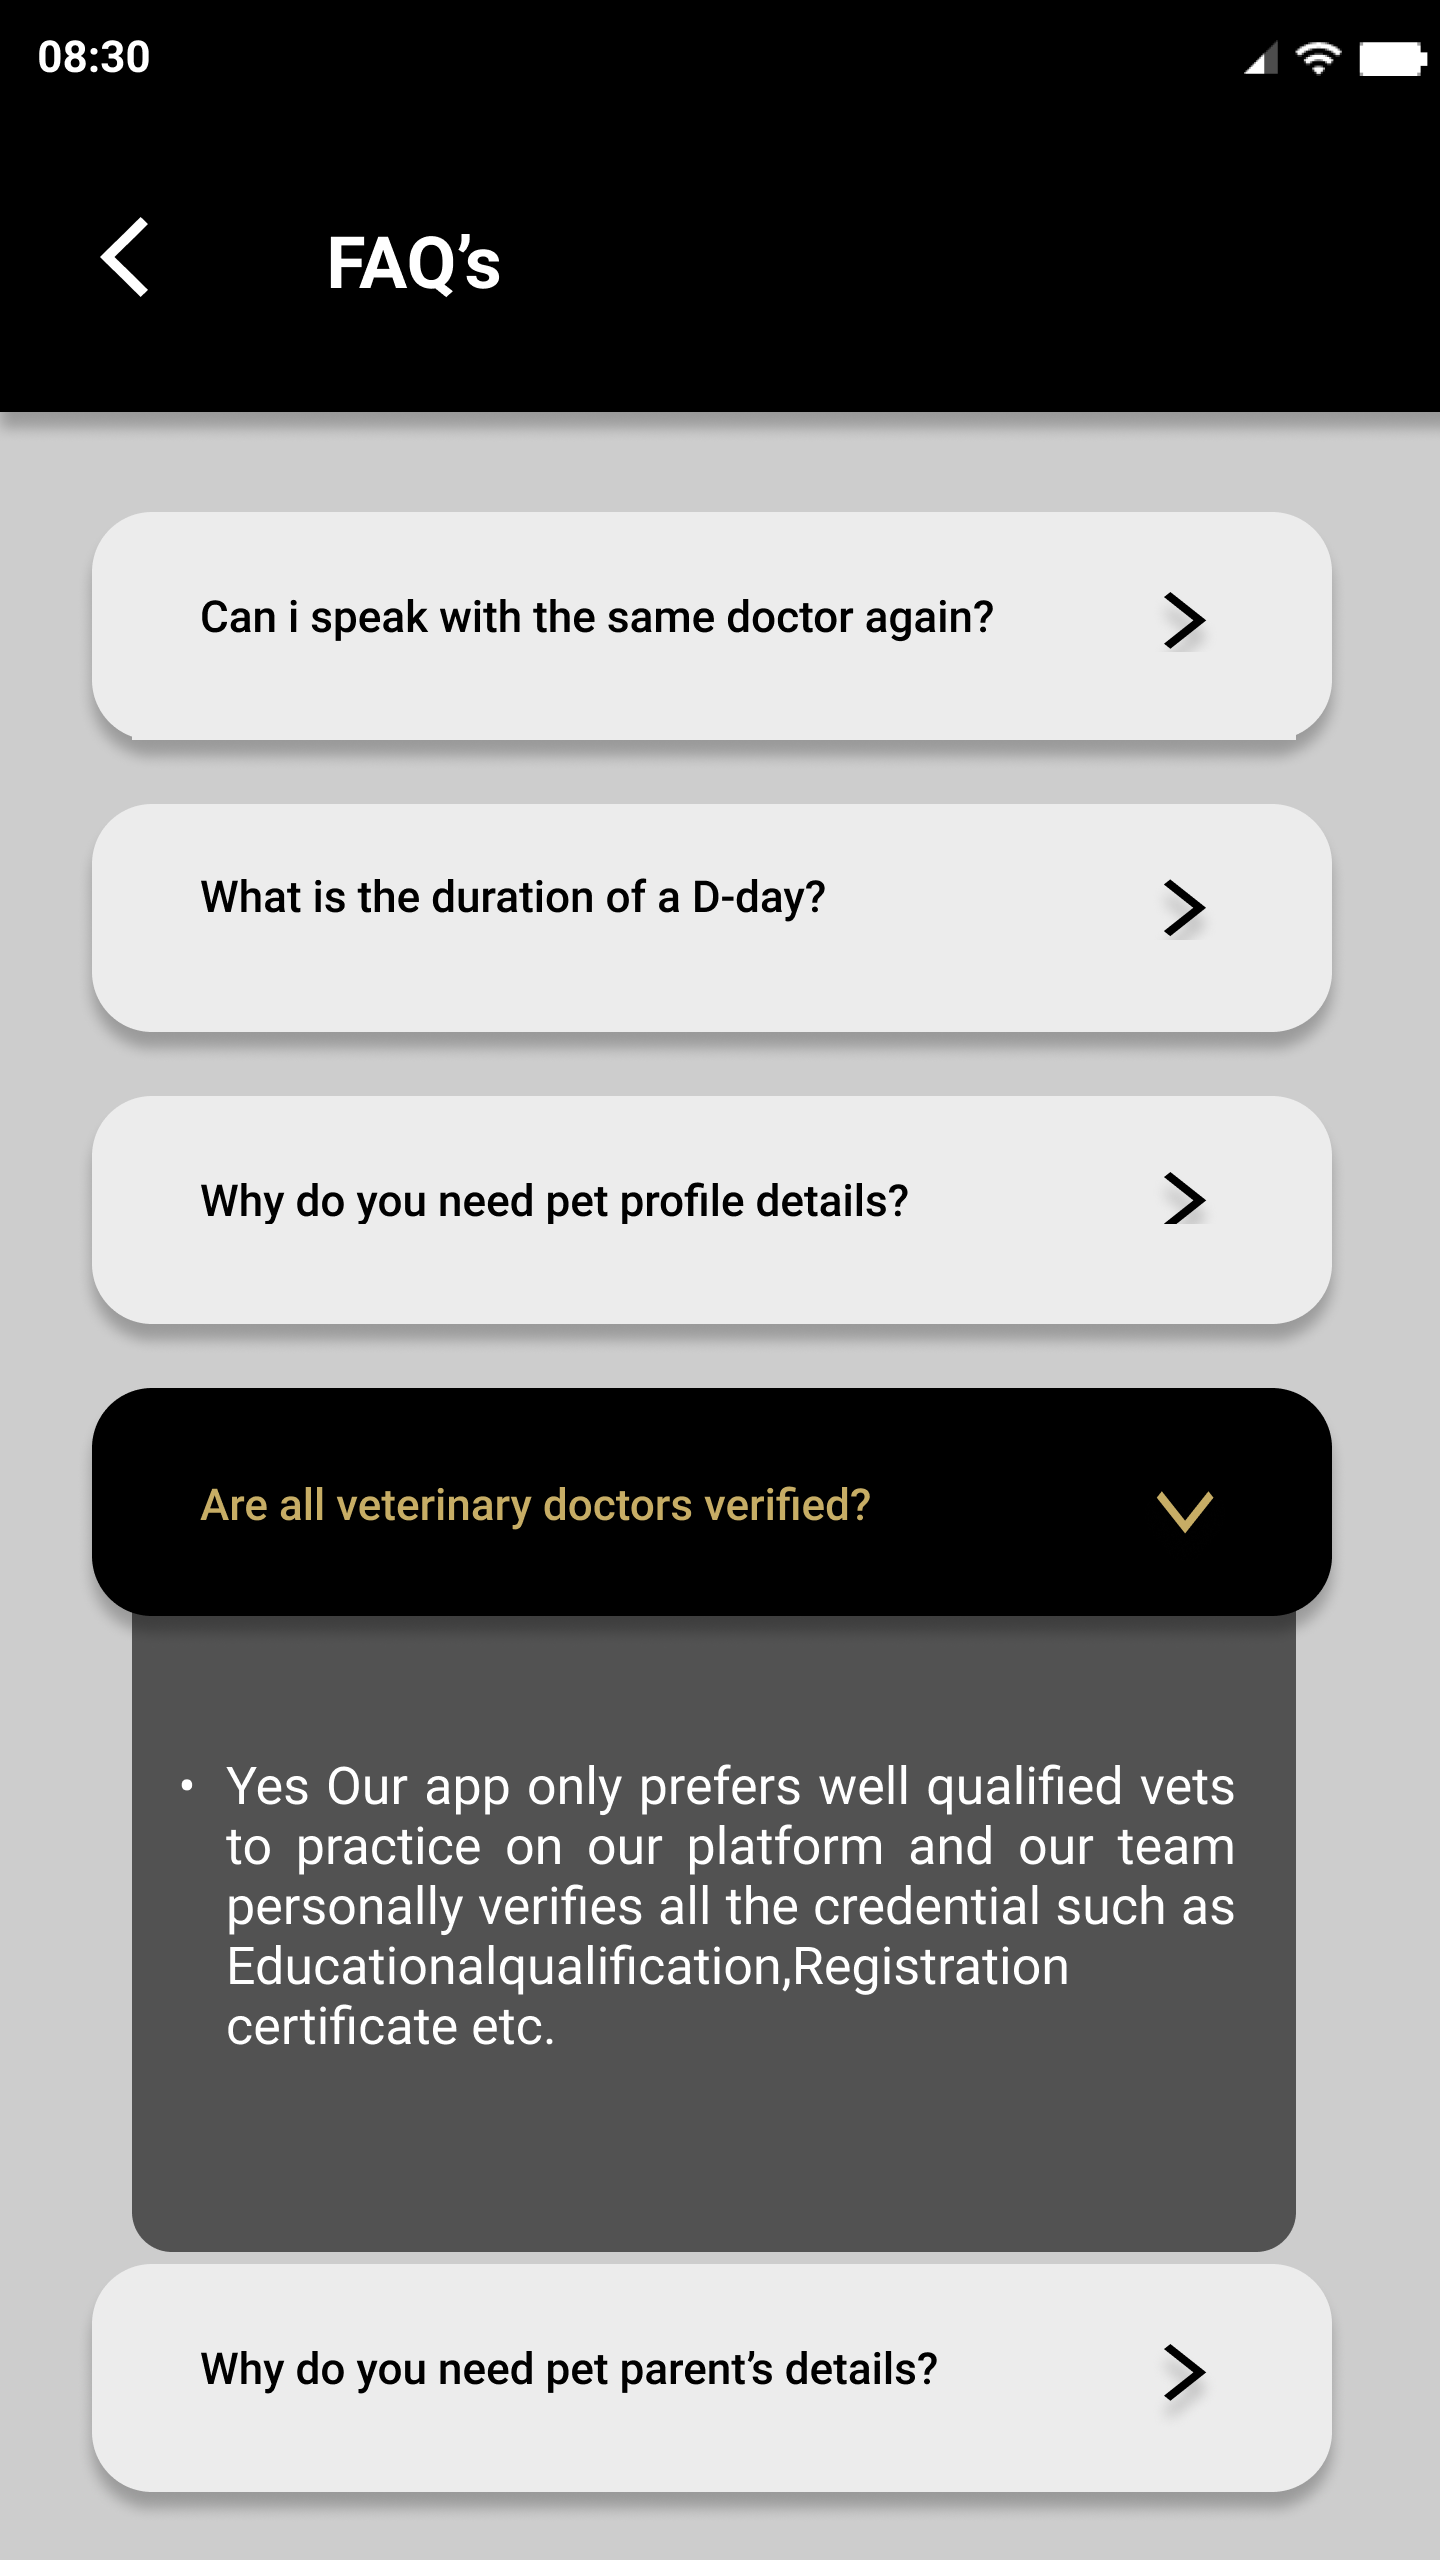 08:30
FAQ’s
Can i speak with the same doctor again?
What is the duration of a D-day?
Why do you need pet profile details?
Are all veterinary doctors verified?
• Yes Our app only prefers well qualified vets
to practice on our platform and our team
personally verifies all the credential such as
Educationalqualification,Registration
certificate etc.
Why do you need pet parent’s details?